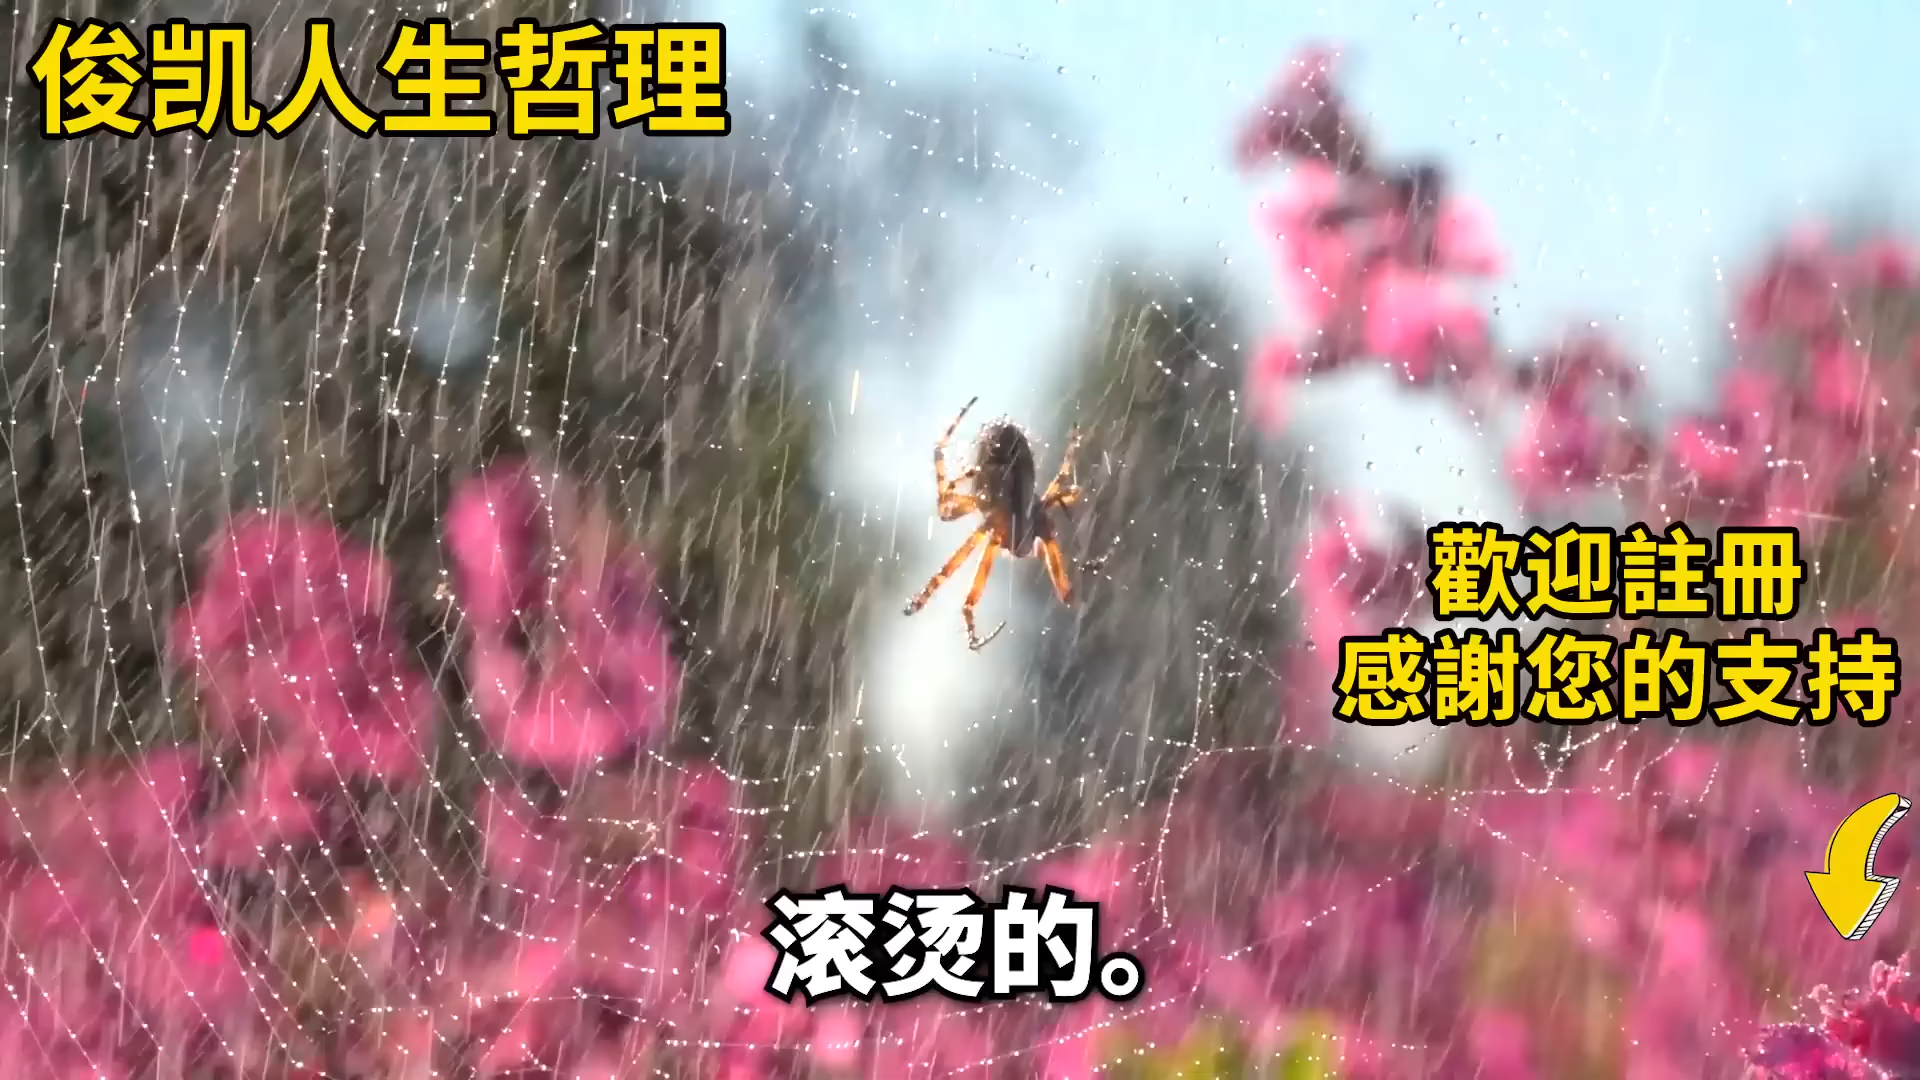 俊凯人生哲理
歡迎註冊
感謝您的支持
滚烫的。